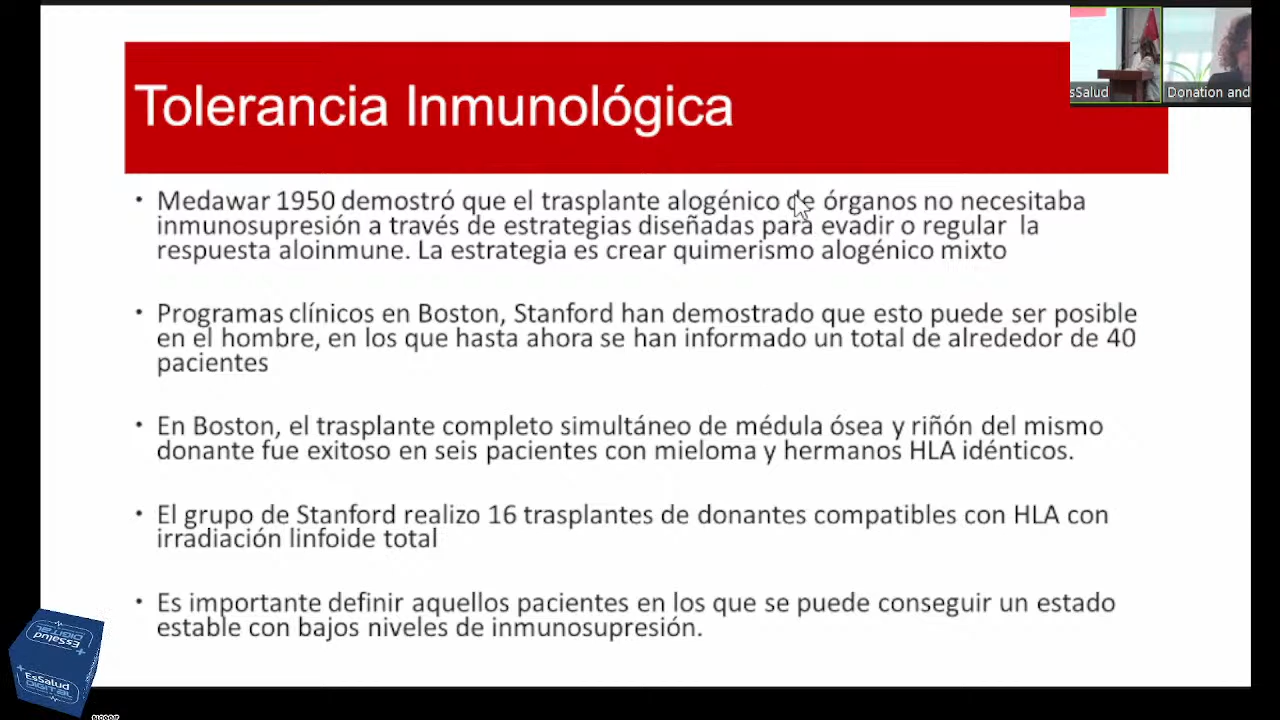 Tolerancia Inmunológica
sSalud
Donation and
• Medawar 1950 demostró que el trasplante alogénico de órganos no necesitaba
inmunosupresión a través de estrategias diseñadas para evadir o regular la
respuesta aloinmune. La estrategia es crear quimerismo alogénico mixto
• Programas clínicos en Boston, Stanford han demostrado que esto puede ser posible
en el hombre, en los que hasta ahora se han informado un total de alrededor de 40
pacientes
• En Boston, el trasplante completo simultáneo de médula ósea y riñón del mismo
donante fue exitoso en seis pacientes con mieloma y hermanos HLA idénticos.
• El grupo de Stanford realizo 16 trasplantes de donantes compatibles con HLA con
irradiación linfoide total
• Es importante definir aquellos pacientes en los que se puede conseguir un estado
estable con bajos niveles de inmunosupresión.
EsSalud
DIGITAL
EsSalud
DIGITAL